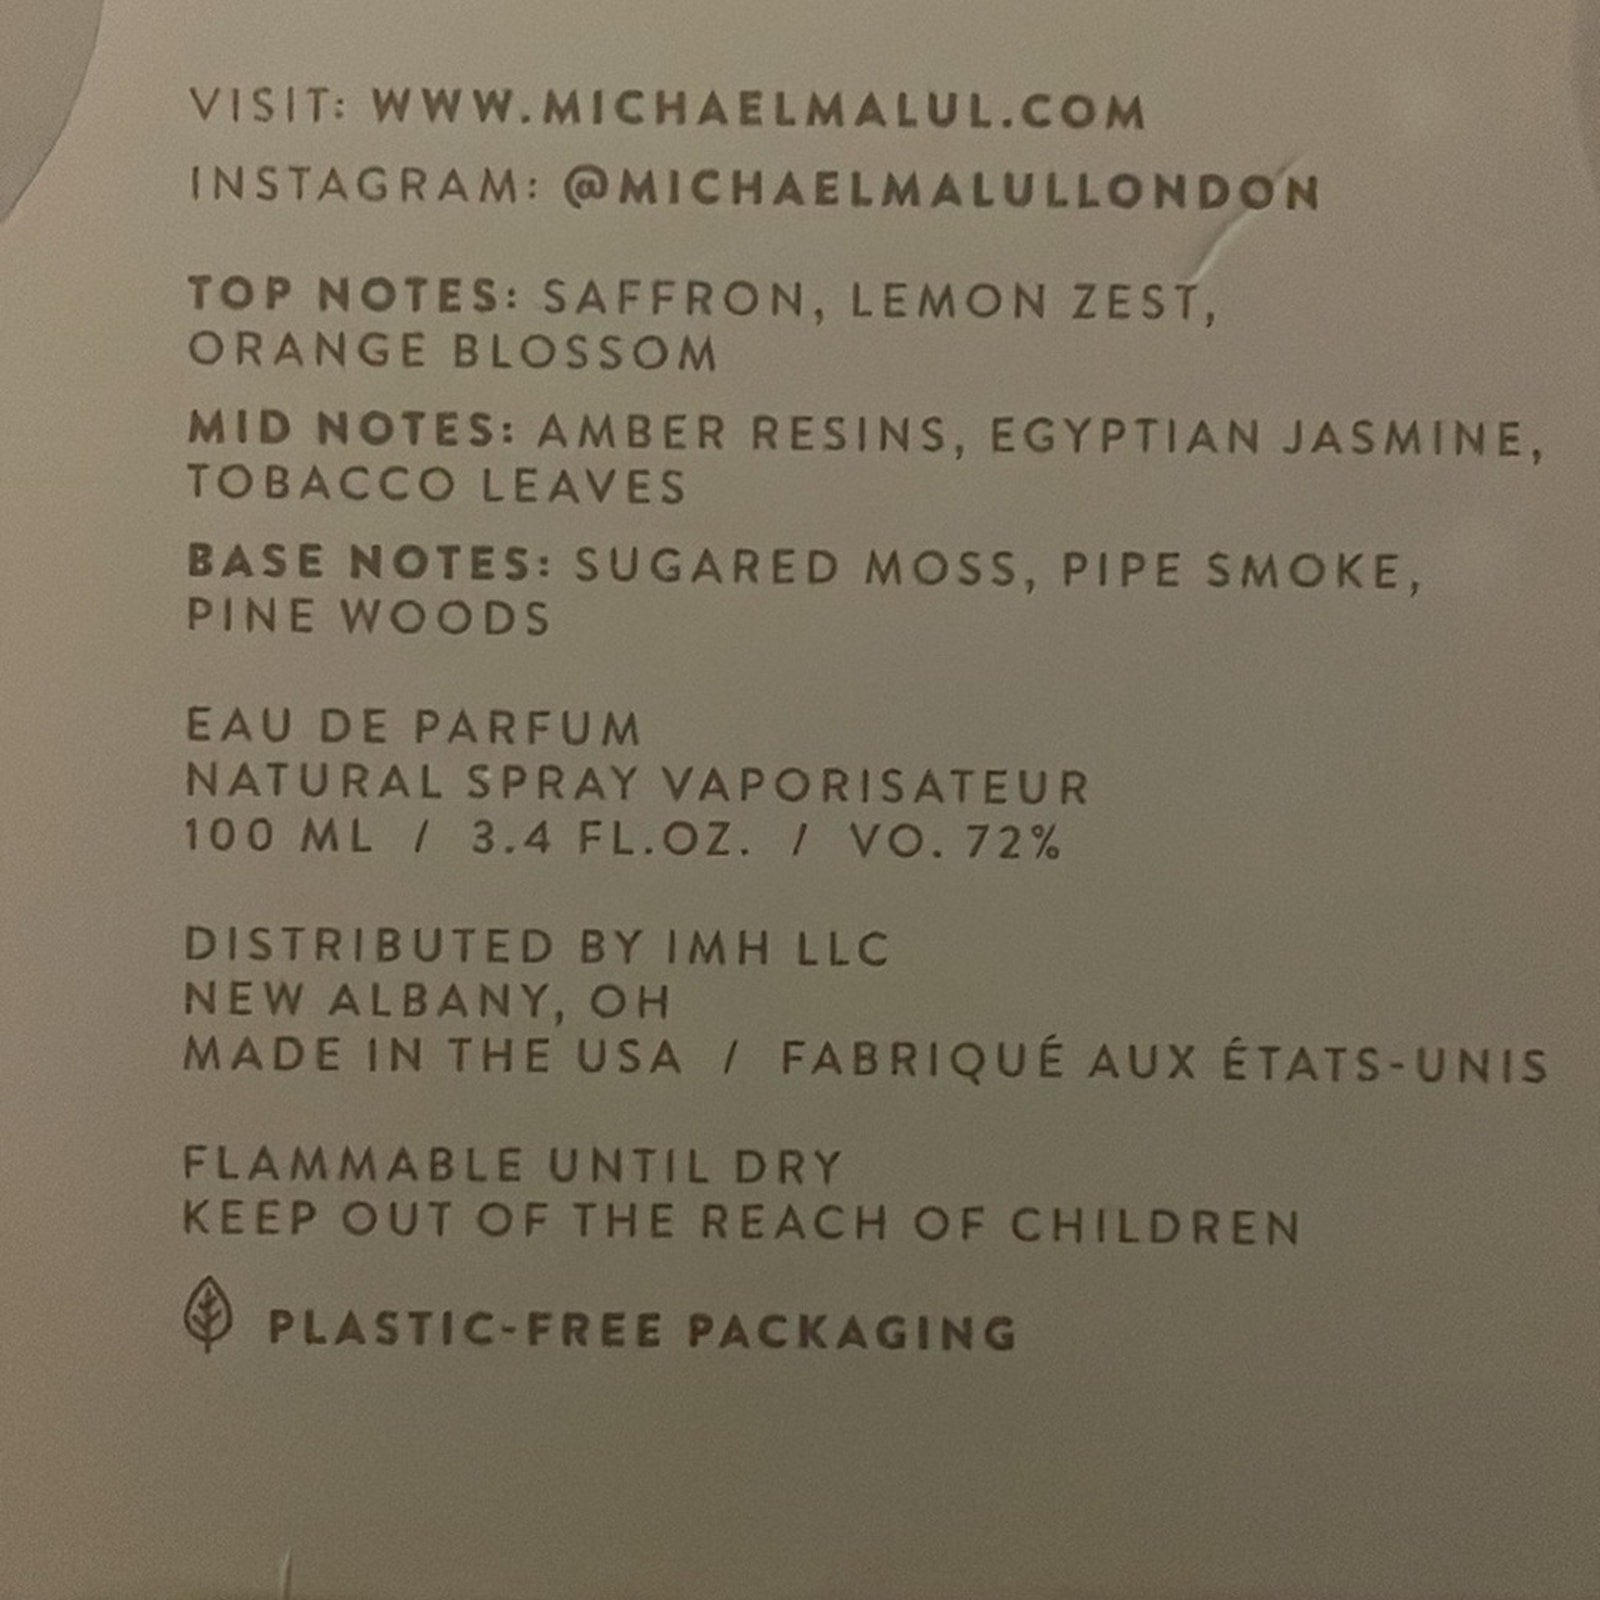 VISIT: WWW.MICHAELMALUL.COM
INSTAGRAM: @MICHAELMALULLONDON
TOP NOTES: SAFFRON, LEMON ZEST,
ORANGE BLOSSOM
MID NOTES: AMBER RESINS, EGYPTIAN JASMINE,
TOBACCO LEAVES
BASE NOTES: SUGARED MOSS, PIPE SMOKE,
PINE WOODS
EAU DE PARFUM
NATURAL SPRAY VAPORISATEUR
100 ML / 3.4 FL.OZ. / VO. 72%
DISTRIBUTED BY IMH LLC
NEW ALBANY, OH
MADE IN THE USA / FABRIQUÉ AUX ÉTATS-UNIS
FLAMMABLE UNTIL DRY
KEEP OUT OF THE REACH OF CHILDREN
PLASTIC-FREE PACKAGING